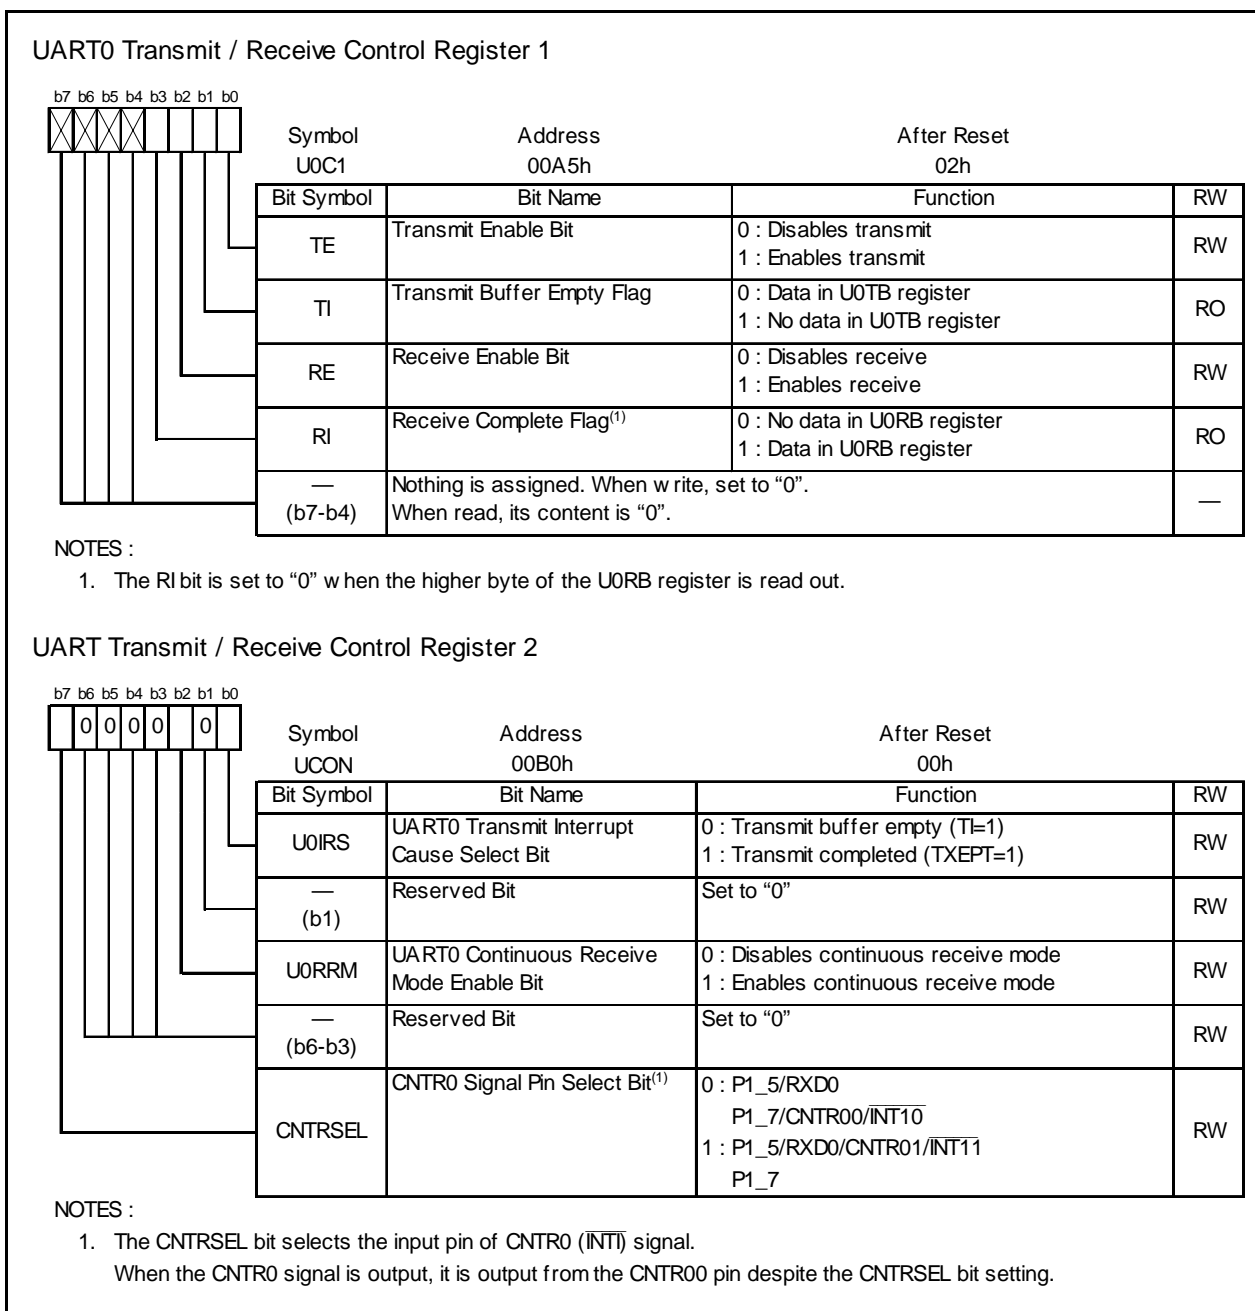 UART0 Transmit / Receive Control Register 1
b7 b6 b5 b4 b3 b2 b1 b0
Symbol Address After Reset
U0C1 00A5h 02h
Bit Symbol Bit Name Function RW
TE Transmit Enable Bit 0 : Disables transmit RW
1 : Enables transmit
TI Transmit Buffer Empty Flag 0 : Data in U0TB register RO
1 : No data in U0TB register
RE Receive Enable Bit 0 : Disables receive RW
1 : Enables receive
RI Receive Complete Flag(1) 0 : No data in U0RB register RO
1 : Data in U0RB register
— Nothing is assigned. When write, set to “0”. —
(b7-b4) When read, its content is “0”.
NOTES :
1. The RI bit is set to “0” when the higher byte of the U0RB register is read out.
UART Transmit / Receive Control Register 2
b7 b6 b5 b4 b3 b2 b1 b0
0 0 0 0 0
Symbol Address After Reset
UCON 00B0h 00h
Bit Symbol Bit Name Function RW
U0IRS UART0 Transmit Interrupt 0 : Transmit buffer empty (TI=1) RW
Cause Select Bit 1 : Transmit completed (TXEPT=1)
— Reserved Bit Set to “0” RW
(b1)
U0RRM UART0 Continuous Receive 0 : Disables continuous receive mode RW
Mode Enable Bit 1 : Enables continuous receive mode
— Reserved Bit Set to “0” RW
(b6-b3)
CNTRSEL CNTR0 Signal Pin Select Bit(1) 0 : P1_5/RXD0 RW
P1_7/CNTR00/INT10
1 : P1_5/RXD0/CNTR01/INT11
P1_7
NOTES :
1. The CNTRSEL bit selects the input pin of CNTR0 (INTI) signal.
When the CNTR0 signal is output, it is output from the CNTR00 pin despite the CNTRSEL bit setting.